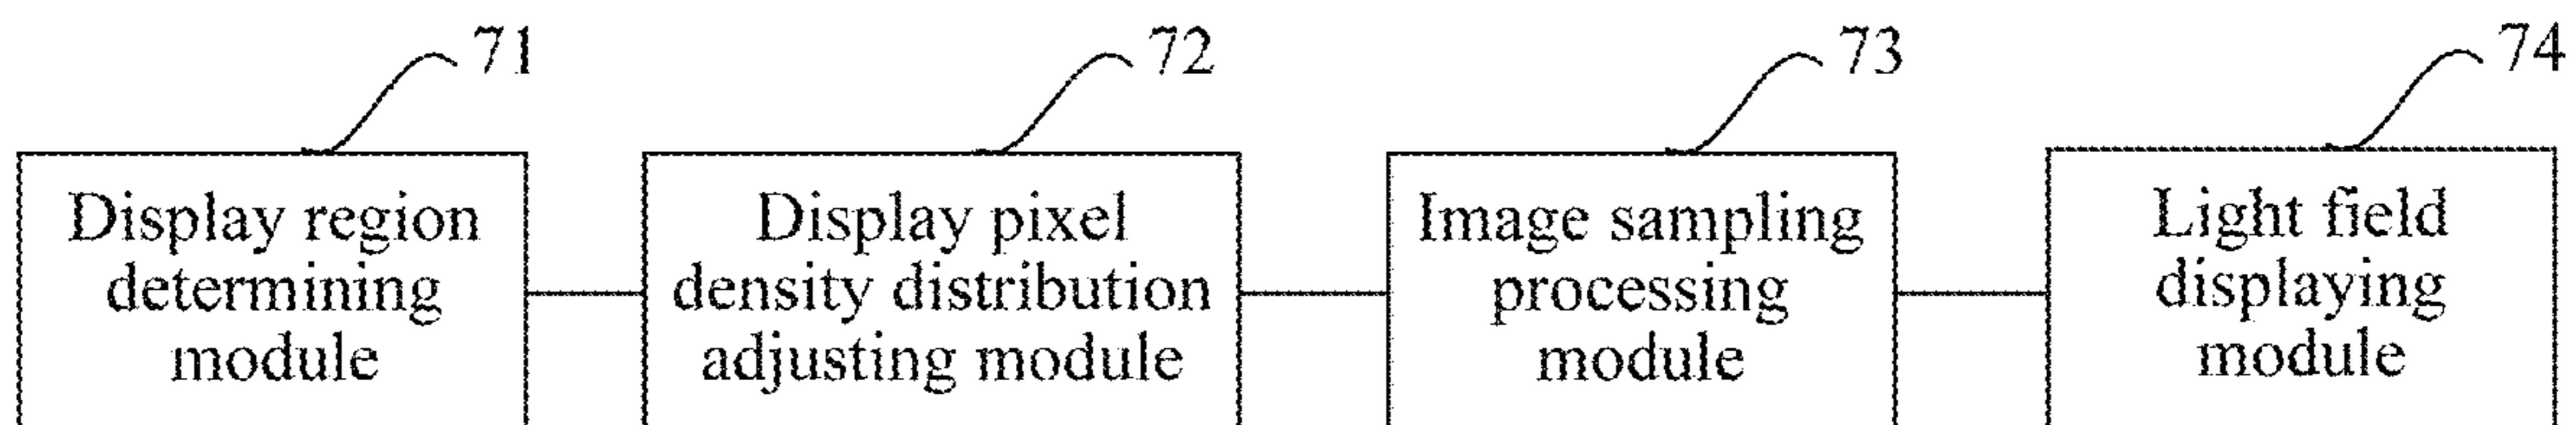 71
72
73
74
Display region
determining
module
Display pixel
density distribution
adjusting module
Image sampling
processing
module
Light field
displaying
module